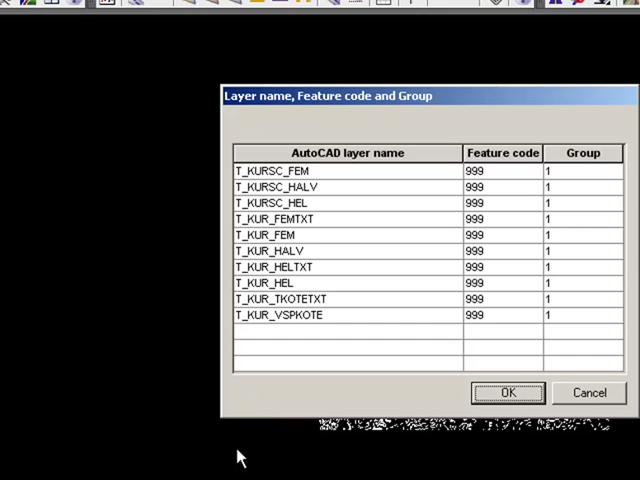 Layer name, Feature code and Group
AutoCAD layer name Feature code Group
T_KURSC_FEM 999 1
T_KURSC_HALV 999 1
T_KURSC_HEL 999 1
T_KUR_FEMTXT 999 1
T_KUR_FEM 999 1
T_KUR_HALV 999 1
T_KUR_HELTXT 999 1
T_KUR_HEL 999 1
T_KUR_TKOTETXT 999 1
T_KUR_VSPKOTE 999 1
OK Cancel